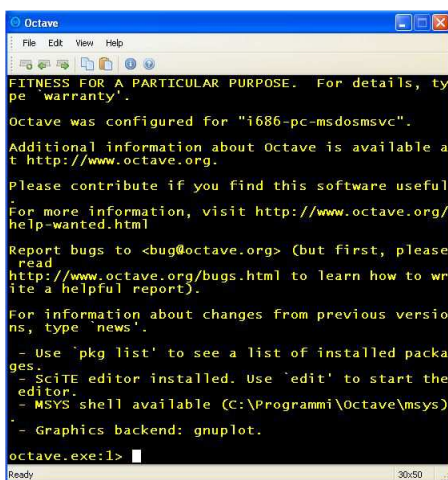 Octave
File Edit View Help
FITNESS FOR A PARTICULAR PURPOSE.  For details, ty
pe `warranty'.
Octave was configured for "i686-pc-msdosmsvc".
Additional information about Octave is available a
t http://www.octave.org.
Please contribute if you find this software useful
.
For more information, visit http://www.octave.org/
help-wanted.html
Report bugs to <bug@octave.org> (but first, please
 read
http://www.octave.org/bugs.html to learn how to wr
ite a helpful report).
For information about changes from previous versio
ns, type `news'.
 - Use `pkg list' to see a list of installed packa
ges.
 - SciTE editor installed. Use `edit' to start the
 editor.
 - MSYS shell available (C:\Programmi\Octave\msys)
.
 - Graphics backend: gnuplot.
octave.exe:1>
Ready 30x50